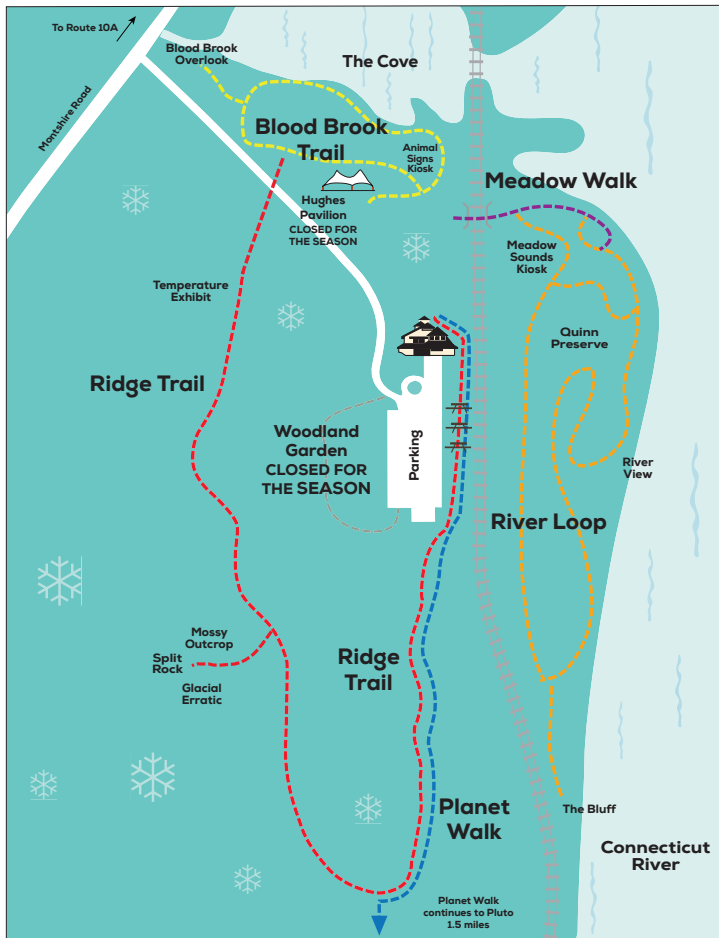 To Route 10A
Montshire Road
Blood Brook
Overlook
The Cove
Blood Brook
Trail
Animal
Signs
Kiosk
Hughes
Pavilion
CLOSED FOR
THE SEASON
Meadow Walk
Meadow
Sounds
Kiosk
Temperature
Exhibit
Quinn
Preserve
Ridge Trail
Woodland
Garden
CLOSED FOR
THE SEASON
Parking
River
View
River Loop
Mossy
Outcrop
Split
Rock
Glacial
Erratic
Ridge
Trail
Planet
Walk
The Bluff
Connecticut
River
Planet Walk
continues to Pluto
1.5 miles